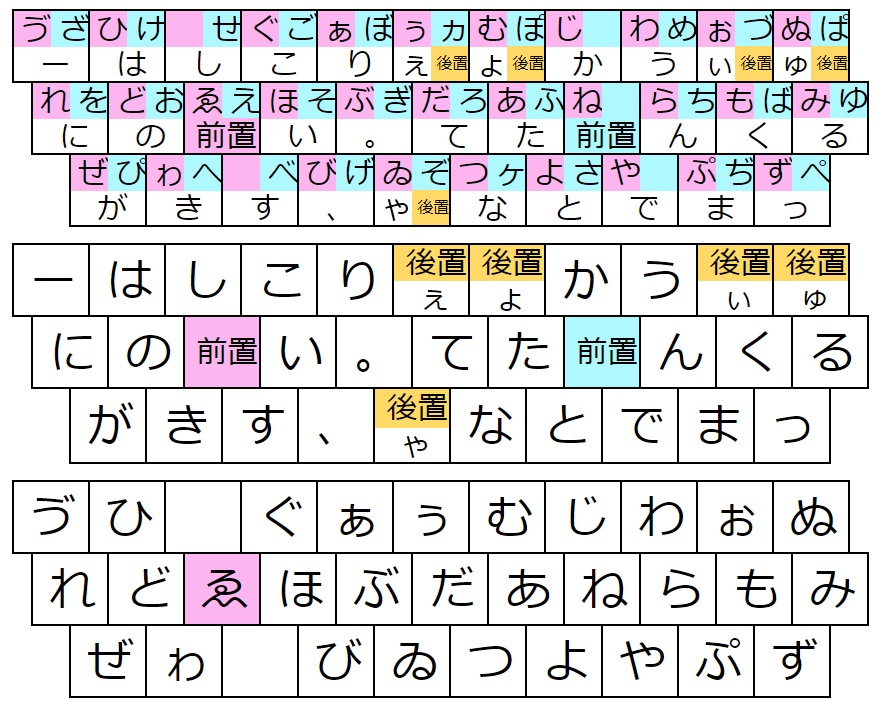 ゔ ざ ひ け せ ぐ ご ぁ ぼ ぅ ヵ む ぽ じ わ め ぉ づ ぬ ぱ
ー は し こ り ぇ 後置 ょ 後置 か う ぃ 後置 ゅ 後置
れ を ど お ゑ え ほ そ ぶ ぎ だ ろ あ ふ ね ら ち も ば み ゆ
に の 前置 い 。 て た 前置 ん く る
ぜ ぴ ゎ へ べ び げ ゐ ぞ つ ヶ よ さ や ぷ ぢ ず ぺ
が き す 、 ゃ 後置 な と で ま っ
ー は し こ り 後置 後置 か う 後置 後置
ぇ ょ ぃ ゅ
に の 前置 い 。 て た 前置 ん く る
が き す 、 後置 な と で ま っ
ゃ
ゔ ひ ぐ ぁ ぅ む じ わ ぉ ぬ
れ ど ゑ ほ ぶ だ あ ね ら も み
ぜ ゎ び ゐ つ よ や ぷ ず